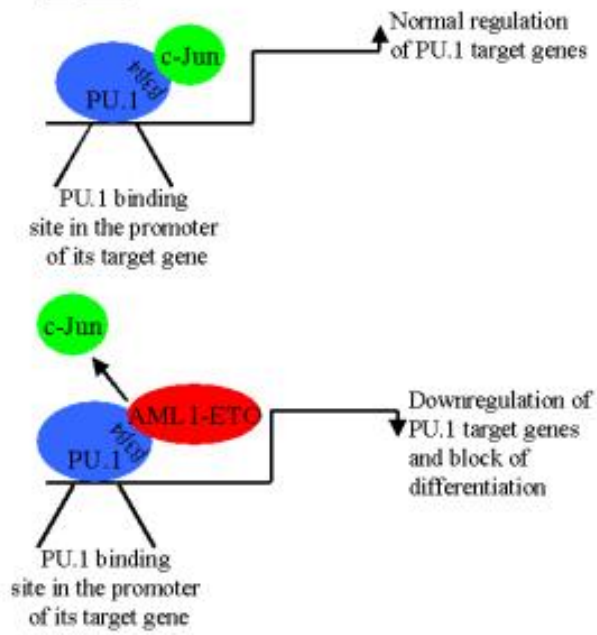 Normal regulation
of PU.1 target genes
c-Jun
β3β4
PU.1
PU.1 binding
site in the promoter
of its target gene
c-Jun
AML1-ETO
Downregulation of
PU.1 target genes
and block of
differentiation
β3β4
PU.1
PU.1 binding
site in the promoter
of its target gene